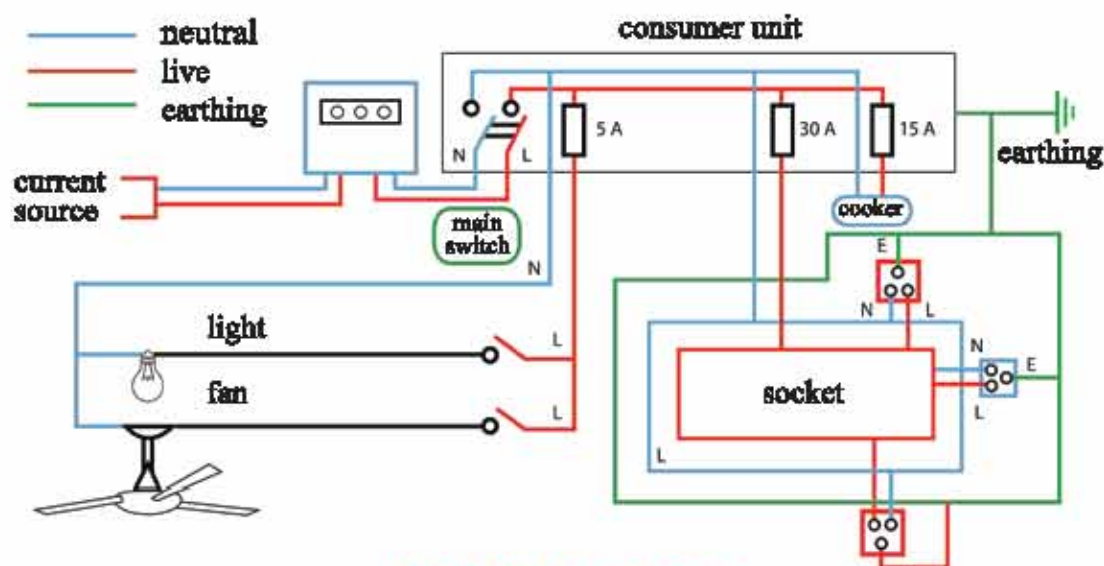 neutral
live
earthing
consumer unit
current
source
N
L
5 A
30 A
15 A
earthing
main
switch
cooker
N
E
light
L
N
L
fan
L
socket
N
E
L
L